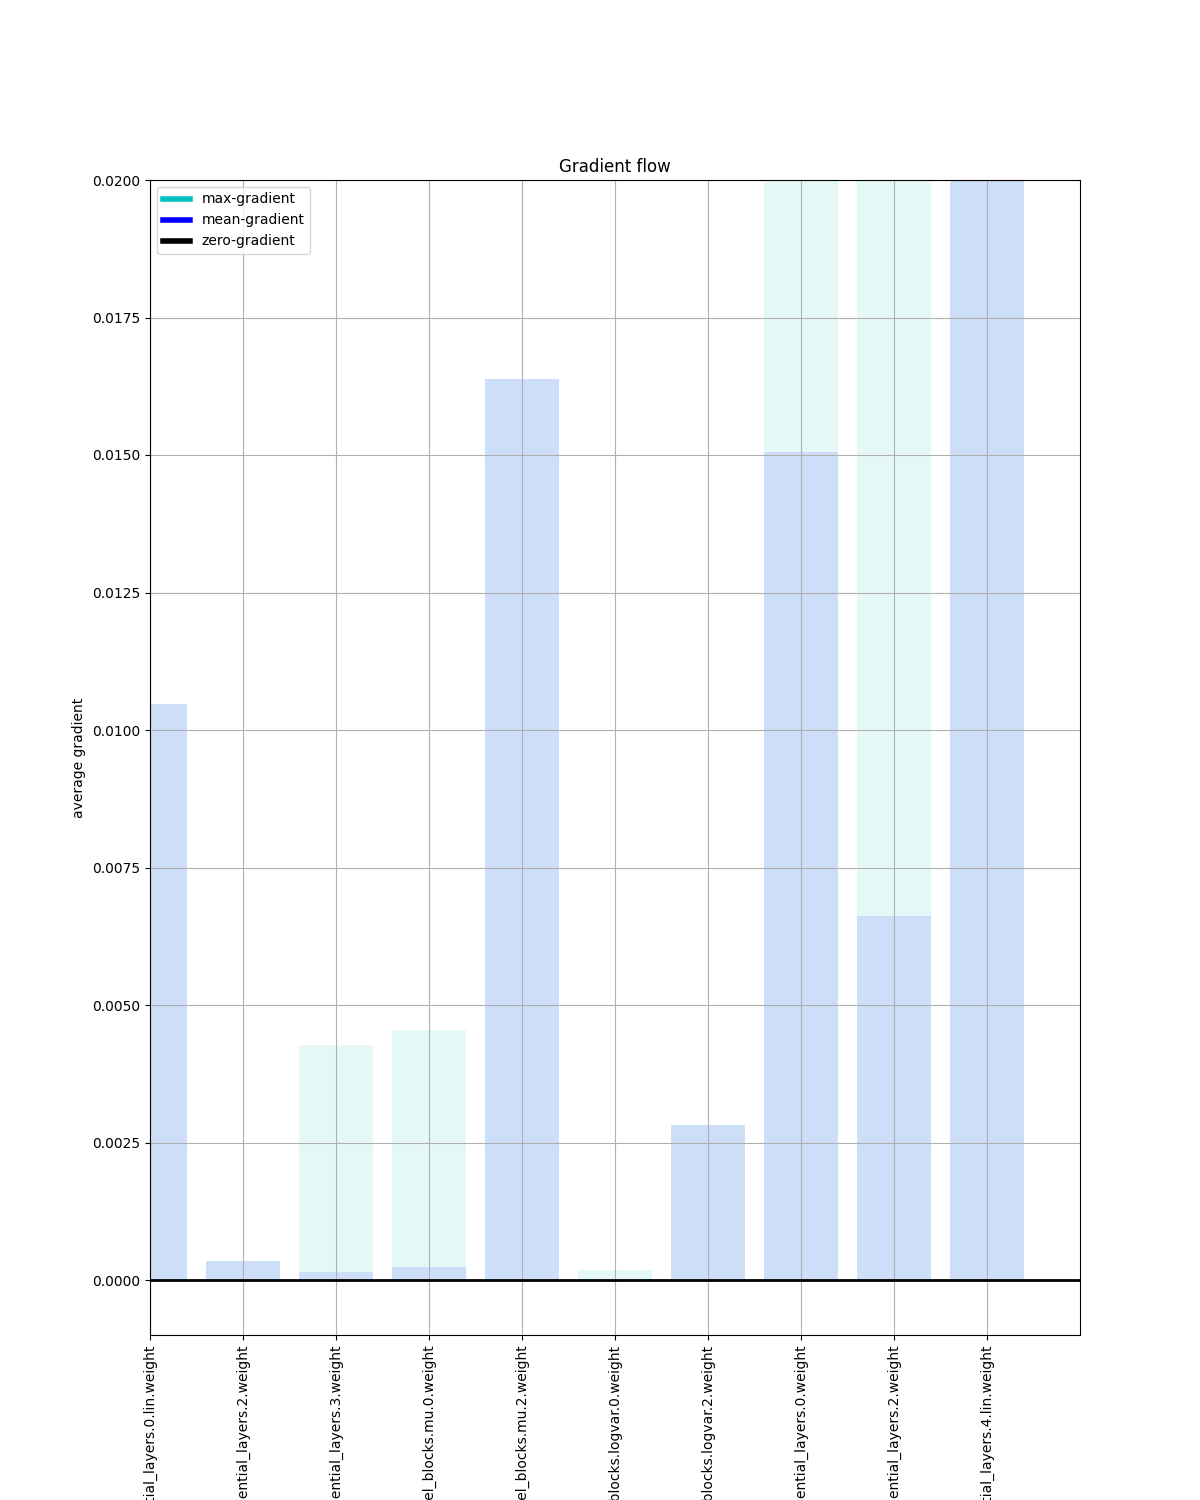 Gradient flow
max-gradient
mean-gradient
zero-gradient
average gradient
0.0200
0.0175
0.0150
0.0125
0.0100
0.0075
0.0050
0.0025
0.0000
tial_layers.0.lin.weight
ential_layers.2.weight
ential_layers.3.weight
el_blocks.mu.0.weight
el_blocks.mu.2.weight
blocks.logvar.0.weight
blocks.logvar.2.weight
ential_layers.0.weight
ential_layers.2.weight
tial_layers.4.lin.weight